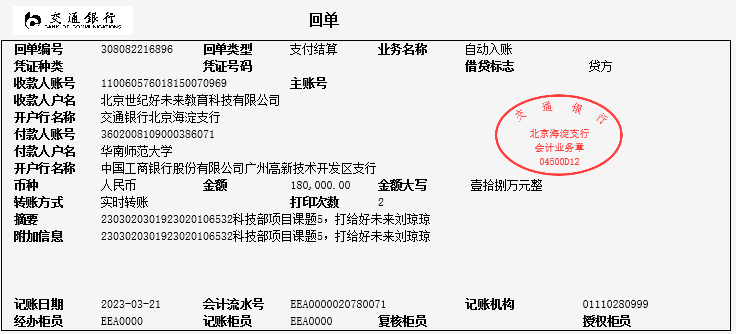 交通银行 回单
BANK OF COMMUNICATIONS
回单编号 308082216896 回单类型 支付结算 业务名称 自动入账
凭证种类 凭证号码 借贷标志 贷方
收款人账号 110060576018150070969 主账号
收款人户名 北京世纪好未来教育科技有限公司
开户行名称 交通银行北京海淀支行
付款人账号 3602008109000386071
付款人户名 华南师范大学
开户行名称 中国工商银行股份有限公司广州高新技术开发区支行
币种 人民币 金额 180,000.00 金额大写 壹拾捌万元整
转账方式 实时转账 打印次数 2
摘要 2303020301923020106532科技部项目课题5，打给好未来刘琼琼
附加信息 2303020301923020106532科技部项目课题5，打给好未来刘琼琼
交通银行
北京海淀支行
会计业务章
04500D12
记账日期 2023-03-21 会计流水号 EEA0000020780071 记账机构 01110280999
经办柜员 EEA0000 记账柜员 EEA0000 复核柜员 授权柜员